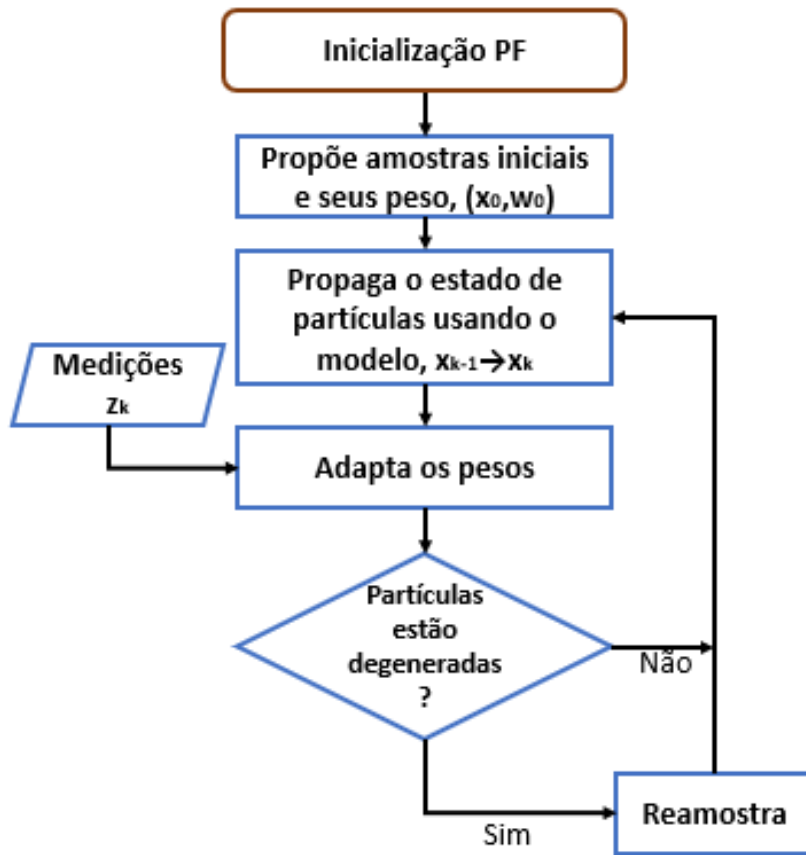 Inicialização PF
Propõe amostras iniciais
e seus peso, (x₀,w₀)
Propaga o estado de
partículas usando o
modelo, xₖ₋₁→xₖ
Medições
zₖ
Adapta os pesos
Partículas
estão
degeneradas
?
Não
Sim
Reamostra